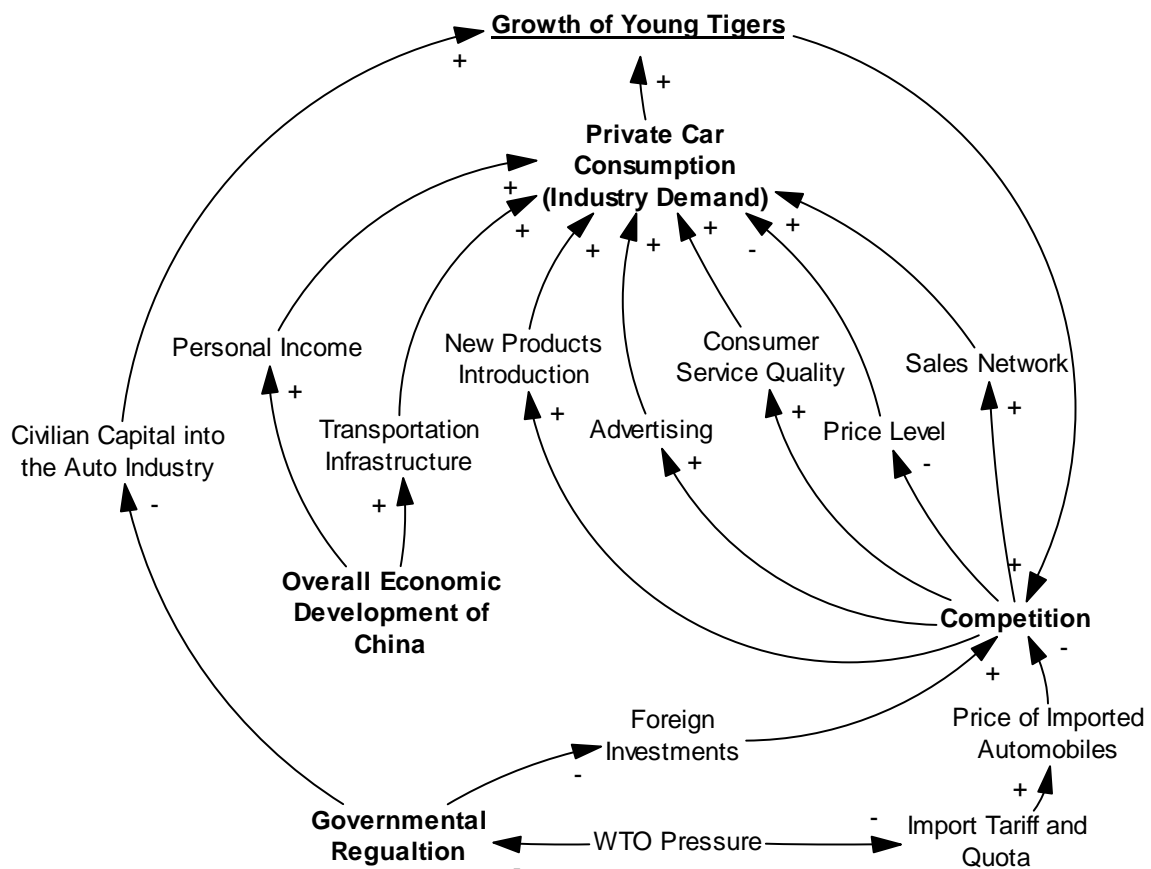 Growth of Young Tigers
+
+
Private Car
Consumption
(Industry Demand)
+
+
+
+
+
-
+
Personal Income
New Products
Introduction
Consumer
Service Quality
Sales Network
+
+
+
+
Civilian Capital into
the Auto Industry
Transportation
Infrastructure
Advertising
Price Level
+
-
-
+
Overall Economic
Development of
China
+
Competition
-
+
Foreign
Investments
-
Price of Imported
Automobiles
+
Governmental
Regualtion
WTO Pressure
-
Import Tariff and
Quota
-